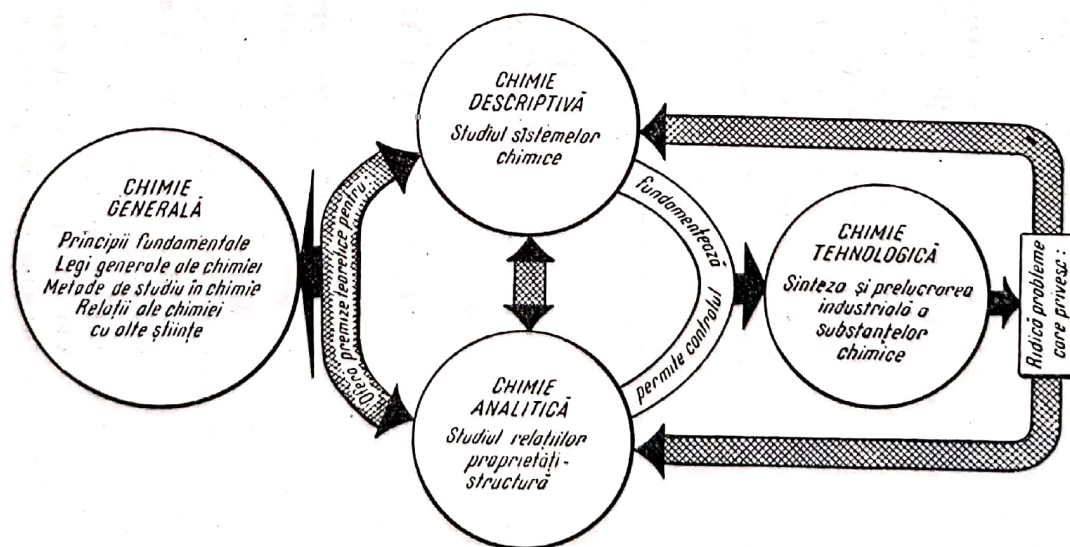 CHIMIE
GENERALĂ
Principii fundamentale
Legi generale ale chimiei
Metode de studiu în chimie
Relații ale chimiei
cu alte științe
Oferă premize teoretice pentru:
CHIMIE
DESCRIPTIVĂ
Studiul sistemelor
chimice
CHIMIE
ANALITICĂ
Studiul relațiilor
proprietăți-
structură
fundamentează
permite controlul
CHIMIE
TEHNOLOGICĂ
Sinteza și prelucrarea
industrială a
substanțelor
chimice
Ridică probleme
care privesc: